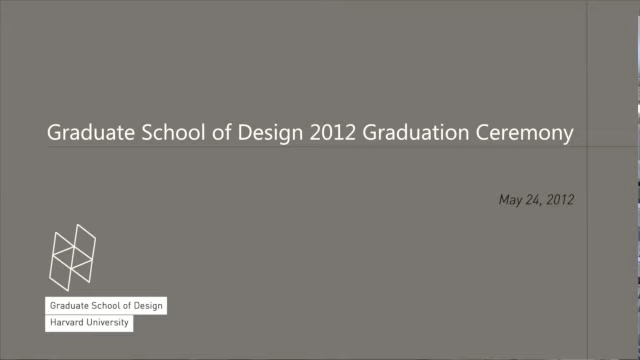 Graduate School of Design 2012 Graduation Ceremony
May 24, 2012
Graduate School of Design
Harvard University